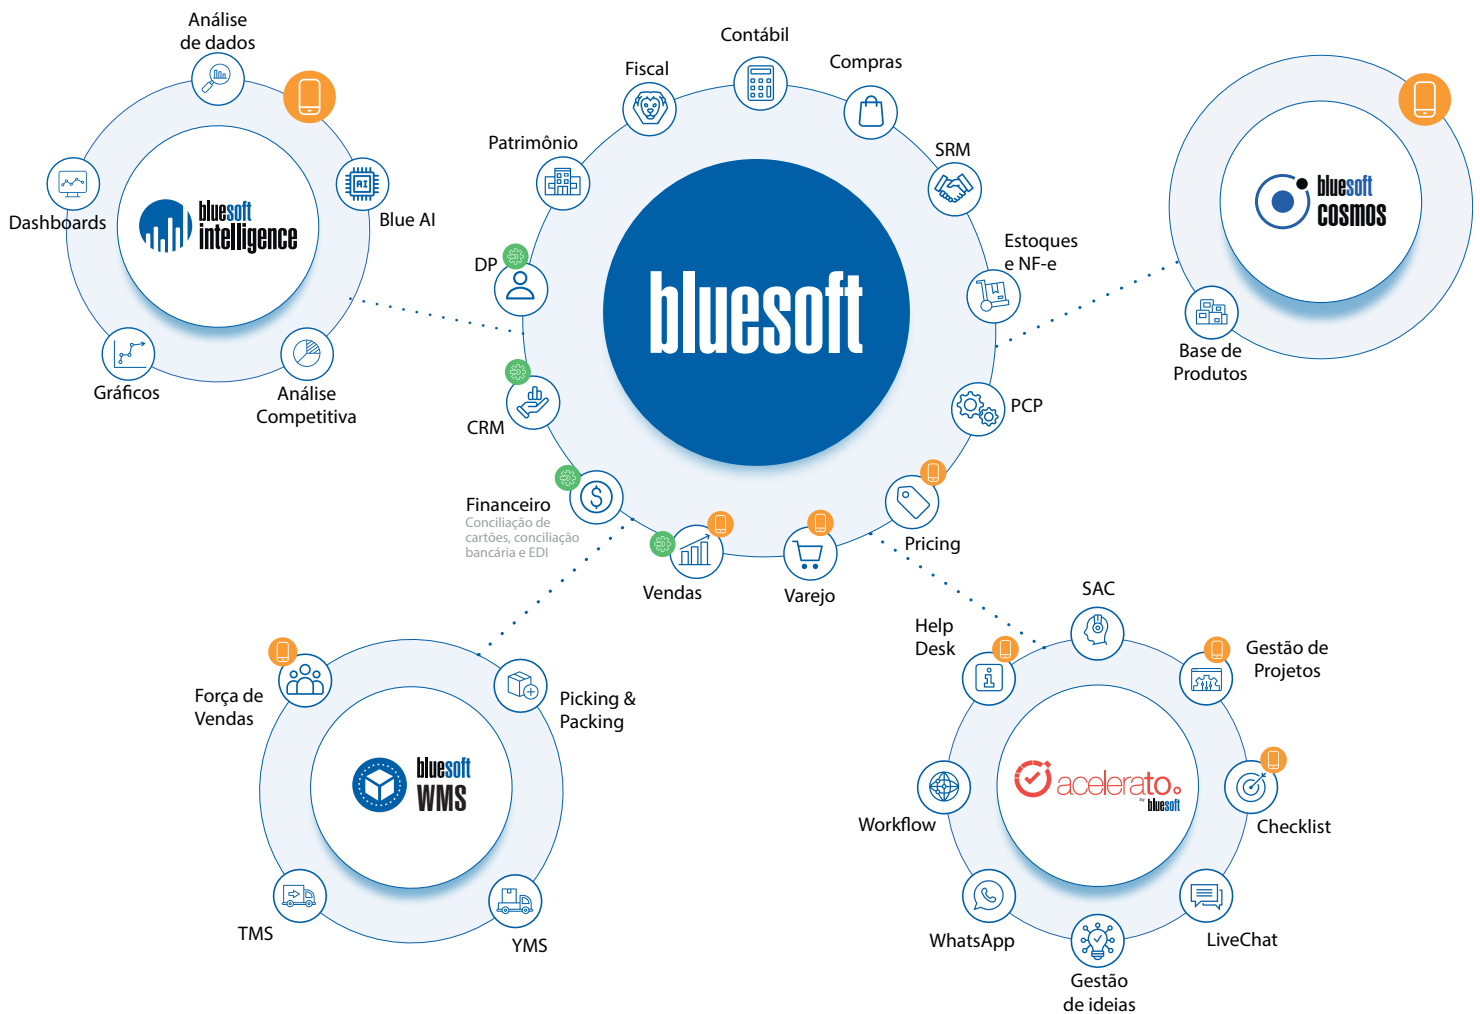 Análise
de dados
Dashboards
bluesoft
intelligence
Blue AI
AI
Gráficos
Análise
Competitiva
Contábil
Fiscal
Compras
Patrimônio
SRM
DP
Estoques
e NF-e
bluesoft
CRM
PCP
Financeiro
Conciliação de
cartões, conciliação
bancária e EDI
$
Pricing
Vendas
Varejo
bluesoft
COSMOS
Base de
Produtos
Força de
Vendas
Picking &
Packing
bluesoft
WMS
TMS
YMS
SAC
Help
Desk
i
Gestão de
Projetos
acelerato.
by
bluesoft
Workflow
Checklist
WhatsApp
LiveChat
Gestão
de ideias